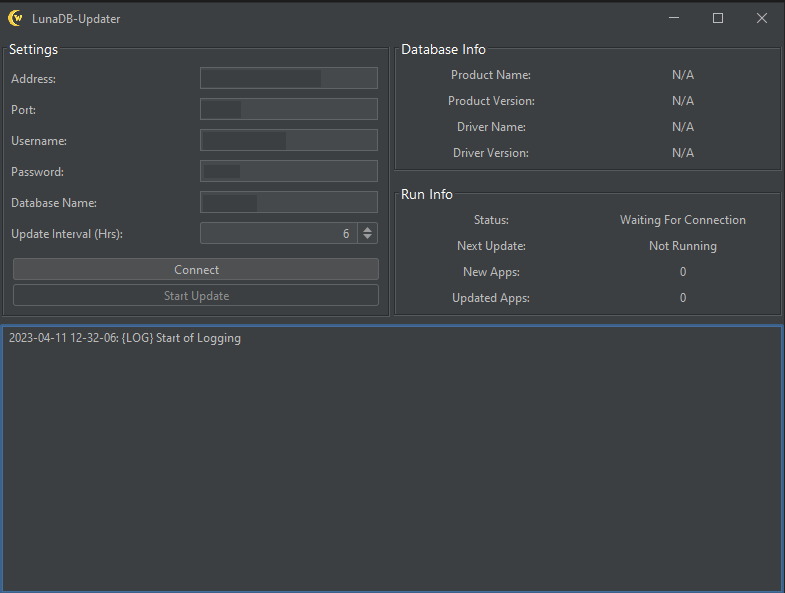 LunaDB-Updater
Settings
Address:
Port:
Username:
Password:
Database Name:
Update Interval (Hrs): 6
Connect
Start Update
Database Info
Product Name: N/A
Product Version: N/A
Driver Name: N/A
Driver Version: N/A
Run Info
Status: Waiting For Connection
Next Update: Not Running
New Apps: 0
Updated Apps: 0
2023-04-11 12-32-06: {LOG} Start of Logging